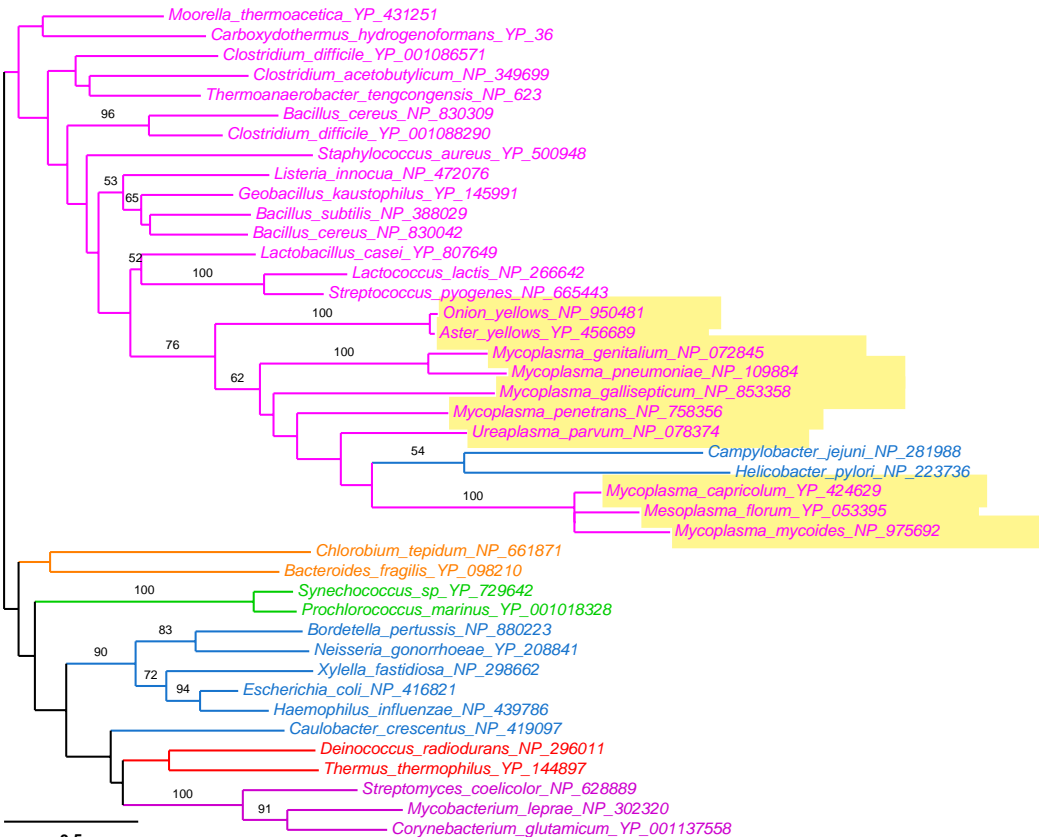 Moorella_thermoacetica_YP_431251
Carboxydothermus_hydrogenoformans_YP_36
Clostridium_difficile_YP_001086571
Clostridium_acetobutylicum_NP_349699
Thermoanaerobacter_tengcongensis_NP_623
96
Bacillus_cereus_NP_830309
Clostridium_difficile_YP_001088290
Staphylococcus_aureus_YP_500948
53
Listeria_innocua_NP_472076
65
Geobacillus_kaustophilus_YP_145991
Bacillus_subtilis_NP_388029
Bacillus_cereus_NP_830042
52
Lactobacillus_casei_YP_807649
100
Lactococcus_lactis_NP_266642
Streptococcus_pyogenes_NP_665443
100
Onion_yellows_NP_950481
Aster_yellows_YP_456689
76
100
Mycoplasma_genitalium_NP_072845
Mycoplasma_pneumoniae_NP_109884
62
Mycoplasma_gallisepticum_NP_853358
Mycoplasma_penetrans_NP_758356
Ureaplasma_parvum_NP_078374
54
Campylobacter_jejuni_NP_281988
Helicobacter_pylori_NP_223736
100
Mycoplasma_capricolum_YP_424629
Mesoplasma_florum_YP_053395
Mycoplasma_mycoides_NP_975692
Chlorobium_tepidum_NP_661871
Bacteroides_fragilis_YP_098210
100
Synechococcus_sp_YP_729642
Prochlorococcus_marinus_YP_001018328
83
Bordetella_pertussis_NP_880223
90
Neisseria_gonorrhoeae_YP_208841
72
Xylella_fastidiosa_NP_298662
94
Escherichia_coli_NP_416821
Haemophilus_influenzae_NP_439786
Caulobacter_crescentus_NP_419097
Deinococcus_radiodurans_NP_296011
Thermus_thermophilus_YP_144897
100
Streptomyces_coelicolor_NP_628889
91
Mycobacterium_leprae_NP_302320
Corynebacterium_glutamicum_YP_001137558